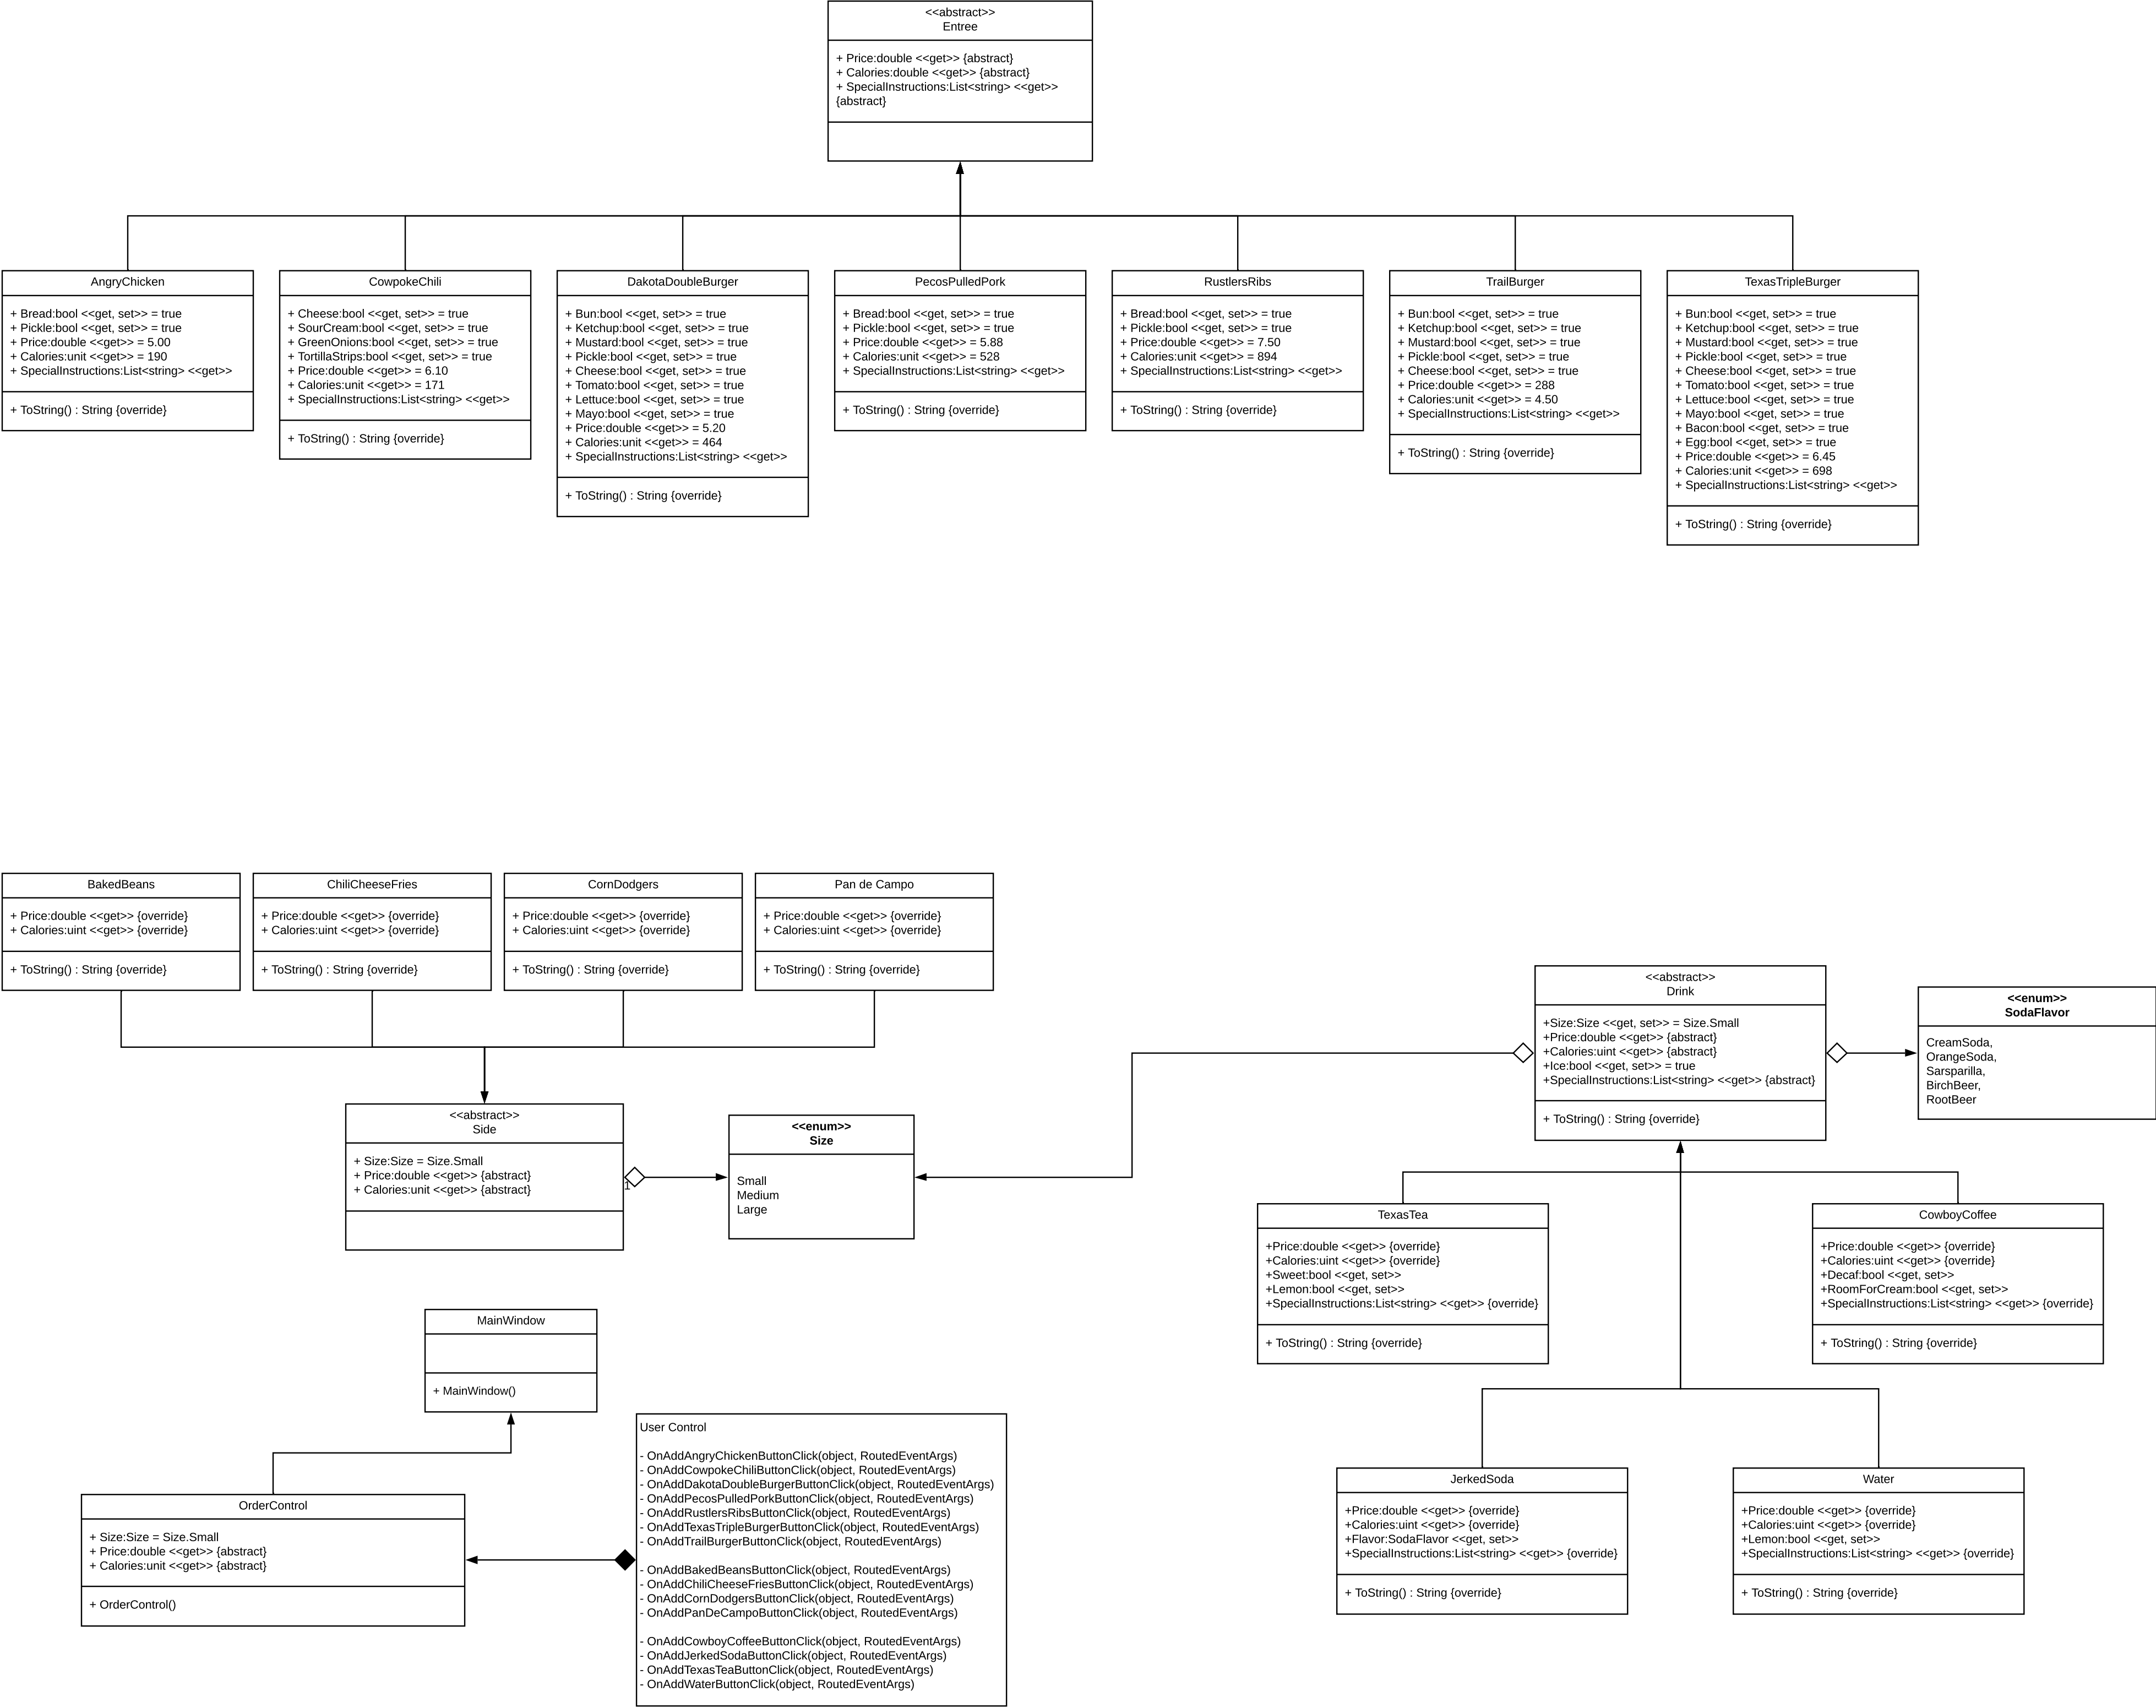 <<abstract>>
Entree
+ Price:double <<get>> {abstract}
+ Calories:double <<get>> {abstract}
+ SpecialInstructions:List<string> <<get>>
{abstract}
AngryChicken
+ Bread:bool <<get, set>> = true
+ Pickle:bool <<get, set>> = true
+ Price:double <<get>> = 5.00
+ Calories:unit <<get>> = 190
+ SpecialInstructions:List<string> <<get>>
+ ToString() : String {override}
CowpokeChili
+ Cheese:bool <<get, set>> = true
+ SourCream:bool <<get, set>> = true
+ GreenOnions:bool <<get, set>> = true
+ TortillaStrips:bool <<get, set>> = true
+ Price:double <<get>> = 6.10
+ Calories:unit <<get>> = 171
+ SpecialInstructions:List<string> <<get>>
+ ToString() : String {override}
DakotaDoubleBurger
+ Bun:bool <<get, set>> = true
+ Ketchup:bool <<get, set>> = true
+ Mustard:bool <<get, set>> = true
+ Pickle:bool <<get, set>> = true
+ Cheese:bool <<get, set>> = true
+ Tomato:bool <<get, set>> = true
+ Lettuce:bool <<get, set>> = true
+ Mayo:bool <<get, set>> = true
+ Price:double <<get>> = 5.20
+ Calories:unit <<get>> = 464
+ SpecialInstructions:List<string> <<get>>
+ ToString() : String {override}
PecosPulledPork
+ Bread:bool <<get, set>> = true
+ Pickle:bool <<get, set>> = true
+ Price:double <<get>> = 5.88
+ Calories:unit <<get>> = 528
+ SpecialInstructions:List<string> <<get>>
+ ToString() : String {override}
RustlersRibs
+ Bread:bool <<get, set>> = true
+ Pickle:bool <<get, set>> = true
+ Price:double <<get>> = 7.50
+ Calories:unit <<get>> = 894
+ SpecialInstructions:List<string> <<get>>
+ ToString() : String {override}
TrailBurger
+ Bun:bool <<get, set>> = true
+ Ketchup:bool <<get, set>> = true
+ Mustard:bool <<get, set>> = true
+ Pickle:bool <<get, set>> = true
+ Cheese:bool <<get, set>> = true
+ Price:double <<get>> = 288
+ Calories:unit <<get>> = 4.50
+ SpecialInstructions:List<string> <<get>>
+ ToString() : String {override}
TexasTripleBurger
+ Bun:bool <<get, set>> = true
+ Ketchup:bool <<get, set>> = true
+ Mustard:bool <<get, set>> = true
+ Pickle:bool <<get, set>> = true
+ Cheese:bool <<get, set>> = true
+ Tomato:bool <<get, set>> = true
+ Lettuce:bool <<get, set>> = true
+ Mayo:bool <<get, set>> = true
+ Bacon:bool <<get, set>> = true
+ Egg:bool <<get, set>> = true
+ Price:double <<get>> = 6.45
+ Calories:unit <<get>> = 698
+ SpecialInstructions:List<string> <<get>>
+ ToString() : String {override}
BakedBeans
+ Price:double <<get>> {override}
+ Calories:uint <<get>> {override}
+ ToString() : String {override}
ChiliCheeseFries
+ Price:double <<get>> {override}
+ Calories:uint <<get>> {override}
+ ToString() : String {override}
CornDodgers
+ Price:double <<get>> {override}
+ Calories:uint <<get>> {override}
+ ToString() : String {override}
Pan de Campo
+ Price:double <<get>> {override}
+ Calories:uint <<get>> {override}
+ ToString() : String {override}
<<abstract>>
Side
+ Size:Size = Size.Small
+ Price:double <<get>> {abstract}
+ Calories:unit <<get>> {abstract}
1
<<enum>>
Size
Small
Medium
Large
<<abstract>>
Drink
+Size:Size <<get, set>> = Size.Small
+Price:double <<get>> {abstract}
+Calories:uint <<get>> {abstract}
+Ice:bool <<get, set>> = true
+SpecialInstructions:List<string> <<get>> {abstract}
+ ToString() : String {override}
<<enum>>
SodaFlavor
CreamSoda,
OrangeSoda,
Sarsparilla,
BirchBeer,
RootBeer
TexasTea
+Price:double <<get>> {override}
+Calories:uint <<get>> {override}
+Sweet:bool <<get, set>>
+Lemon:bool <<get, set>>
+SpecialInstructions:List<string> <<get>> {override}
+ ToString() : String {override}
CowboyCoffee
+Price:double <<get>> {override}
+Calories:uint <<get>> {override}
+Decaf:bool <<get, set>>
+RoomForCream:bool <<get, set>>
+SpecialInstructions:List<string> <<get>> {override}
+ ToString() : String {override}
JerkedSoda
+Price:double <<get>> {override}
+Calories:uint <<get>> {override}
+Flavor:SodaFlavor <<get, set>>
+SpecialInstructions:List<string> <<get>> {override}
+ ToString() : String {override}
Water
+Price:double <<get>> {override}
+Calories:uint <<get>> {override}
+Lemon:bool <<get, set>>
+SpecialInstructions:List<string> <<get>> {override}
+ ToString() : String {override}
MainWindow
+ MainWindow()
OrderControl
+ Size:Size = Size.Small
+ Price:double <<get>> {abstract}
+ Calories:unit <<get>> {abstract}
+ OrderControl()
User Control
- OnAddAngryChickenButtonClick(object, RoutedEventArgs)
- OnAddCowpokeChiliButtonClick(object, RoutedEventArgs)
- OnAddDakotaDoubleBurgerButtonClick(object, RoutedEventArgs)
- OnAddPecosPulledPorkButtonClick(object, RoutedEventArgs)
- OnAddRustlersRibsButtonClick(object, RoutedEventArgs)
- OnAddTexasTripleBurgerButtonClick(object, RoutedEventArgs)
- OnAddTrailBurgerButtonClick(object, RoutedEventArgs)
- OnAddBakedBeansButtonClick(object, RoutedEventArgs)
- OnAddChiliCheeseFriesButtonClick(object, RoutedEventArgs)
- OnAddCornDodgersButtonClick(object, RoutedEventArgs)
- OnAddPanDeCampoButtonClick(object, RoutedEventArgs)
- OnAddCowboyCoffeeButtonClick(object, RoutedEventArgs)
- OnAddJerkedSodaButtonClick(object, RoutedEventArgs)
- OnAddTexasTeaButtonClick(object, RoutedEventArgs)
- OnAddWaterButtonClick(object, RoutedEventArgs)